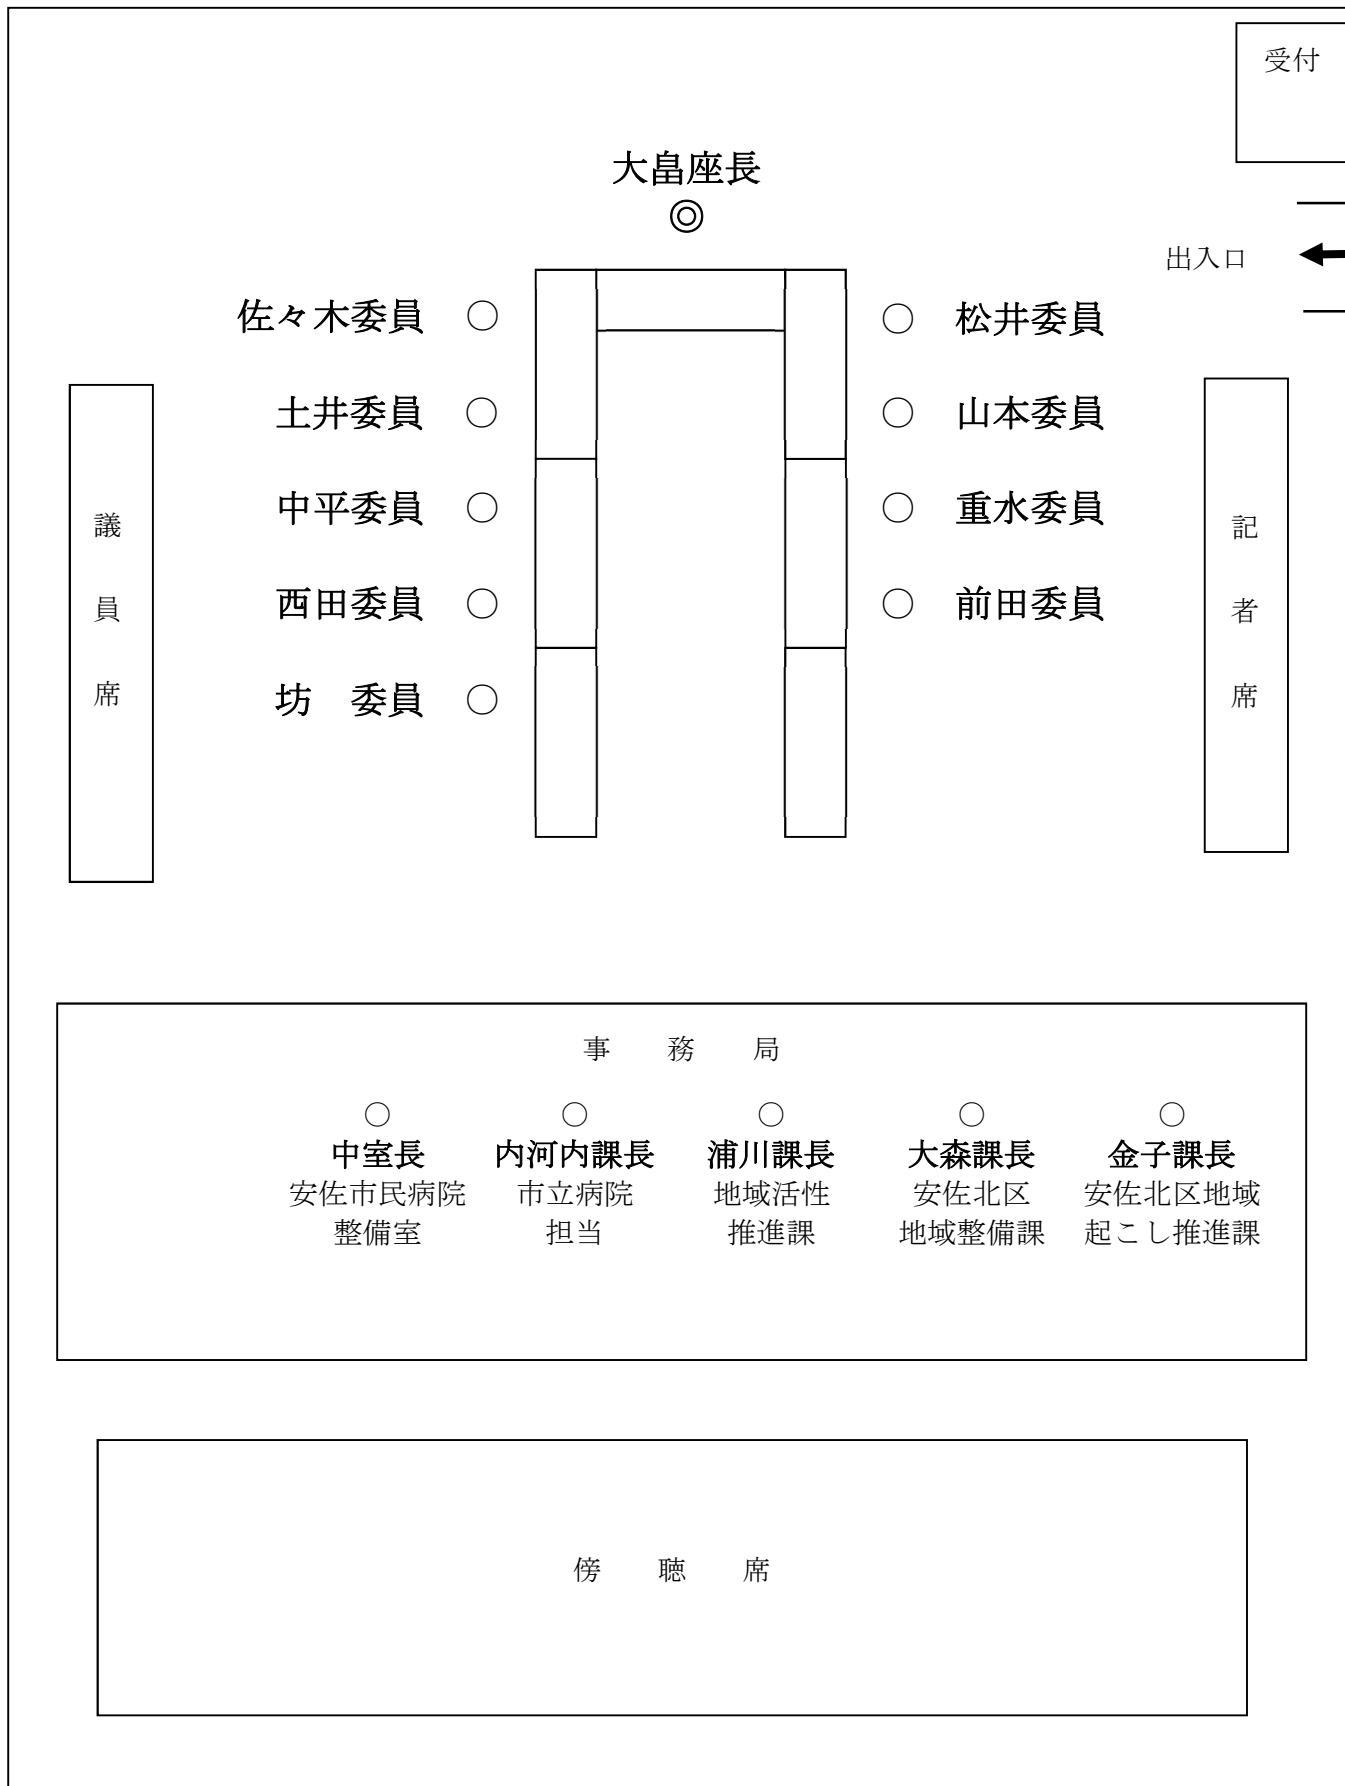 受付
大畠座長
◎
出入口
佐々木委員 ○
○ 松井委員
土井委員 ○
○ 山本委員
中平委員 ○
○ 重水委員
西田委員 ○
○ 前田委員
坊　委員 ○
議員席
記者席
事　務　局
○ ○ ○ ○ ○
中室長 内河内課長 浦川課長 大森課長 金子課長
安佐市民病院 市立病院 地域活性 安佐北区 安佐北区地域
整備室 担当 推進課 地域整備課 起こし推進課
傍　聴　席